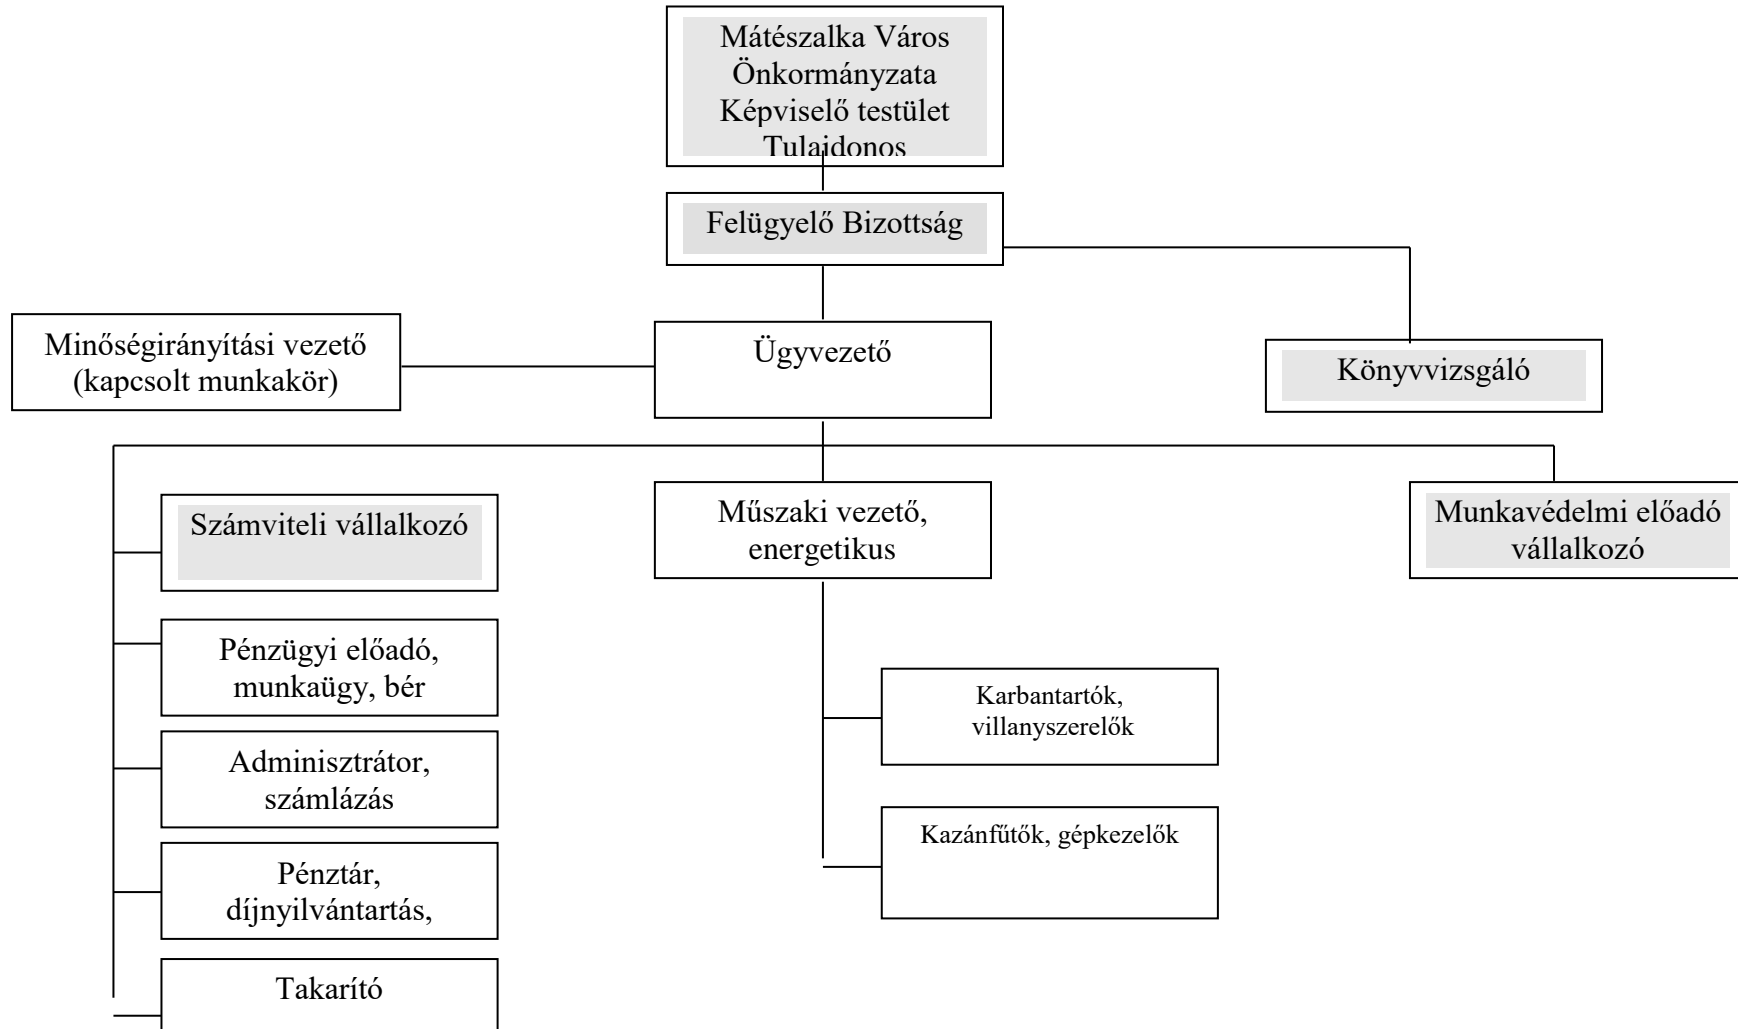 Mátészalka Város
Önkormányzata
Képviselő testület
Tulajdonos
Felügyelő Bizottság
Minőségirányítási vezető
(kapcsolt munkakör)
Ügyvezető
Könyvvizsgáló
Számviteli vállalkozó
Műszaki vezető,
energetikus
Munkavédelmi előadó
vállalkozó
Pénzügyi előadó,
munkaügy, bér
Karbantartók,
villanyszerelők
Adminisztrátor,
számlázás
Kazánfűtők, gépkezelők
Pénztár,
díjnyilvántartás,
Takarító